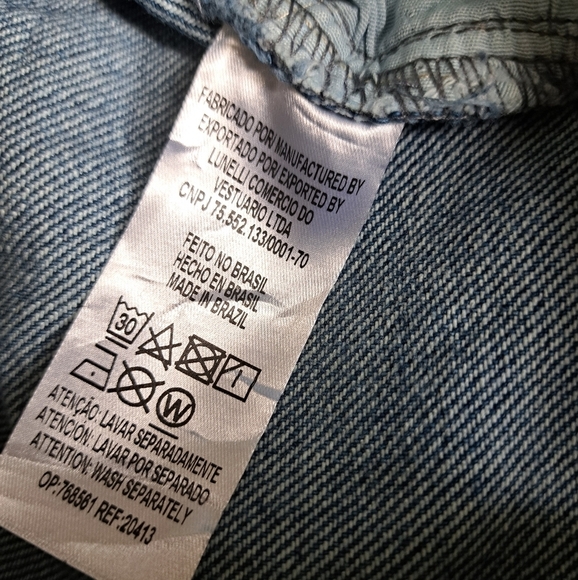 FABRICADO POR/ MANUFACTURED BY
EXPORTADO POR/ EXPORTED BY
LUNELLI COMERCIO DO
VESTUARIO LTDA
CNPJ 75.552.133/0001-70
FEITO NO BRASIL
HECHO EN BRASIL
MADE IN BRAZIL
30
W
ATENÇÃO: LAVAR SEPARADAMENTE
ATENCIÓN: LAVAR POR SEPARADO
ATTENTION: WASH SEPARATELY
OP:768561 REF:20413